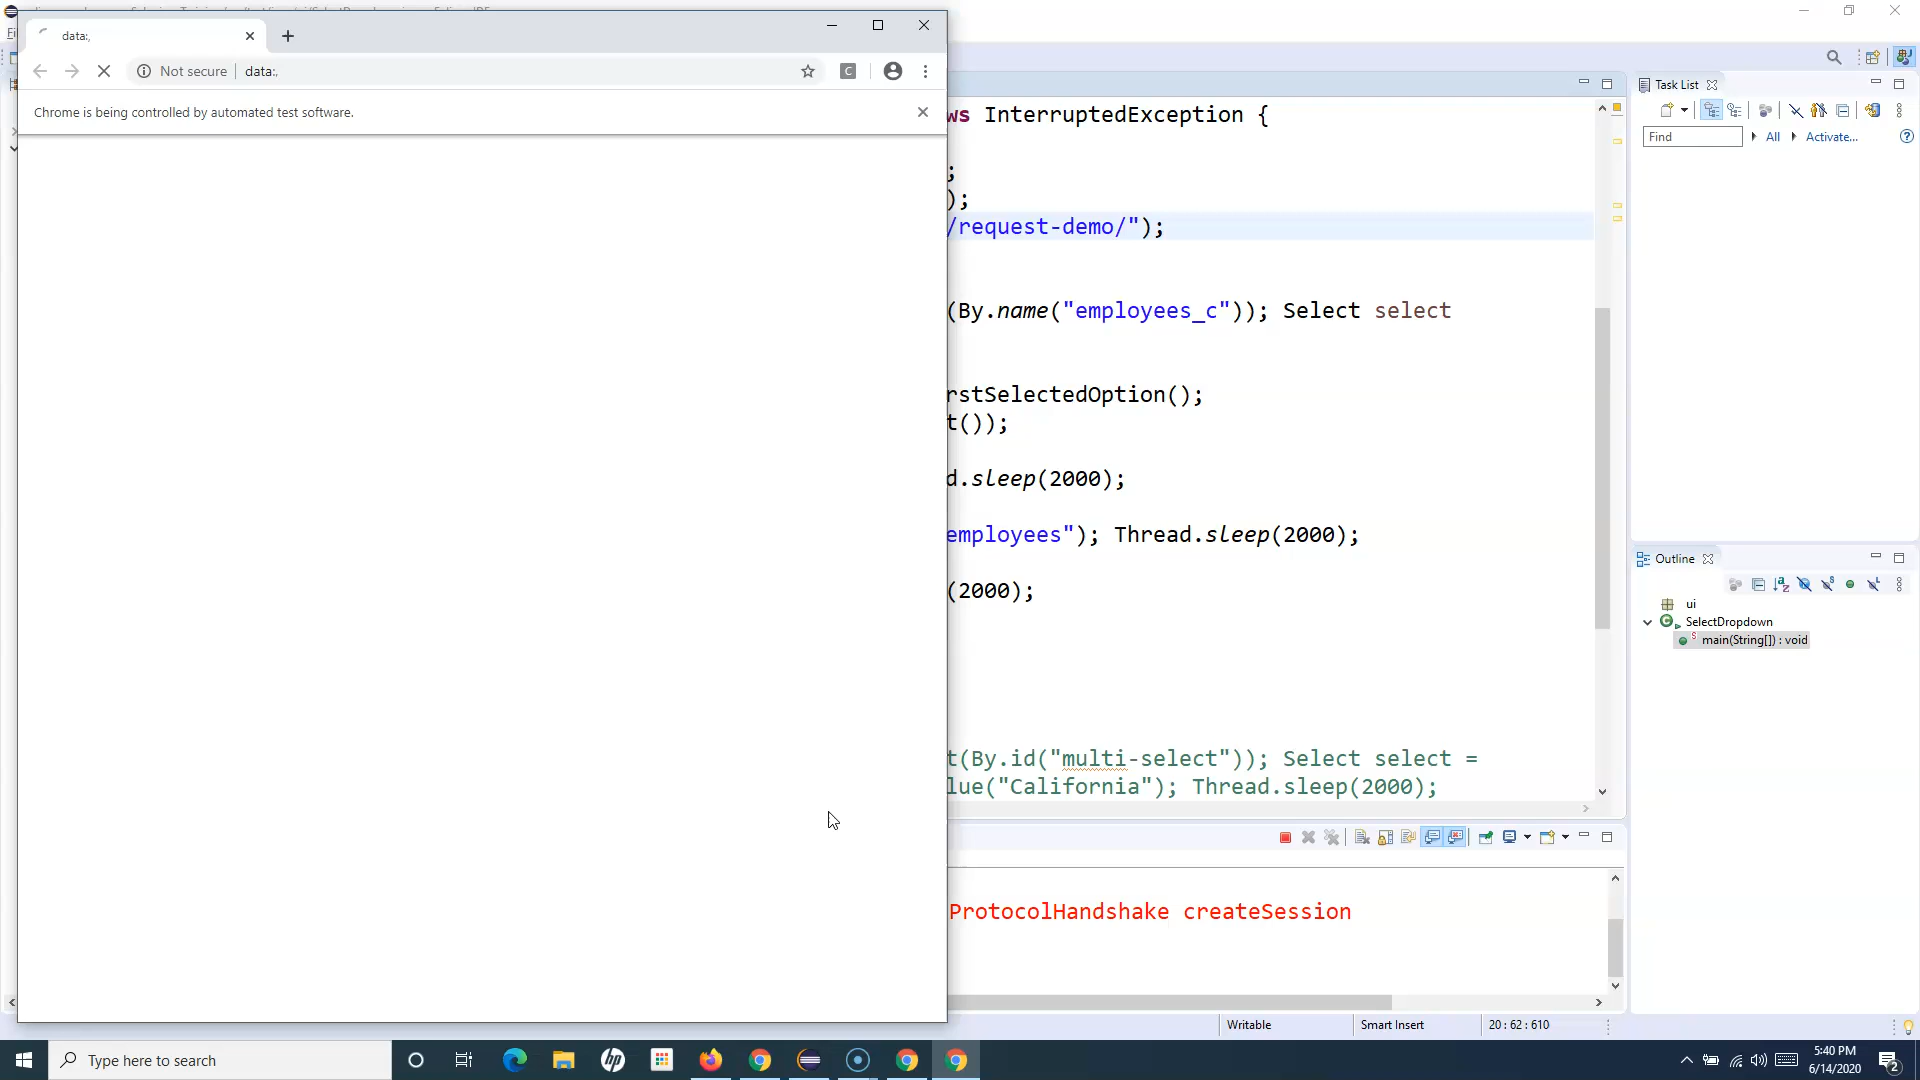 data:,
Not secure
data:,
Chrome is being controlled by automated test software.
ws InterruptedException {
;
);
/request-demo/");
(By.name("employees_c")); Select select
rstSelectedOption();
t());
d.sleep(2000);
employees"); Thread.sleep(2000);
(2000);
t(By.id("multi-select")); Select select =
lue("California"); Thread.sleep(2000);
ProtocolHandshake createSession
Task List
Find
All
Activate...
Outline
ui
SelectDropdown
main(String[]) : void
Writable
Smart Insert
20 : 62 : 610
Type here to search
5:40 PM
6/14/2020
2